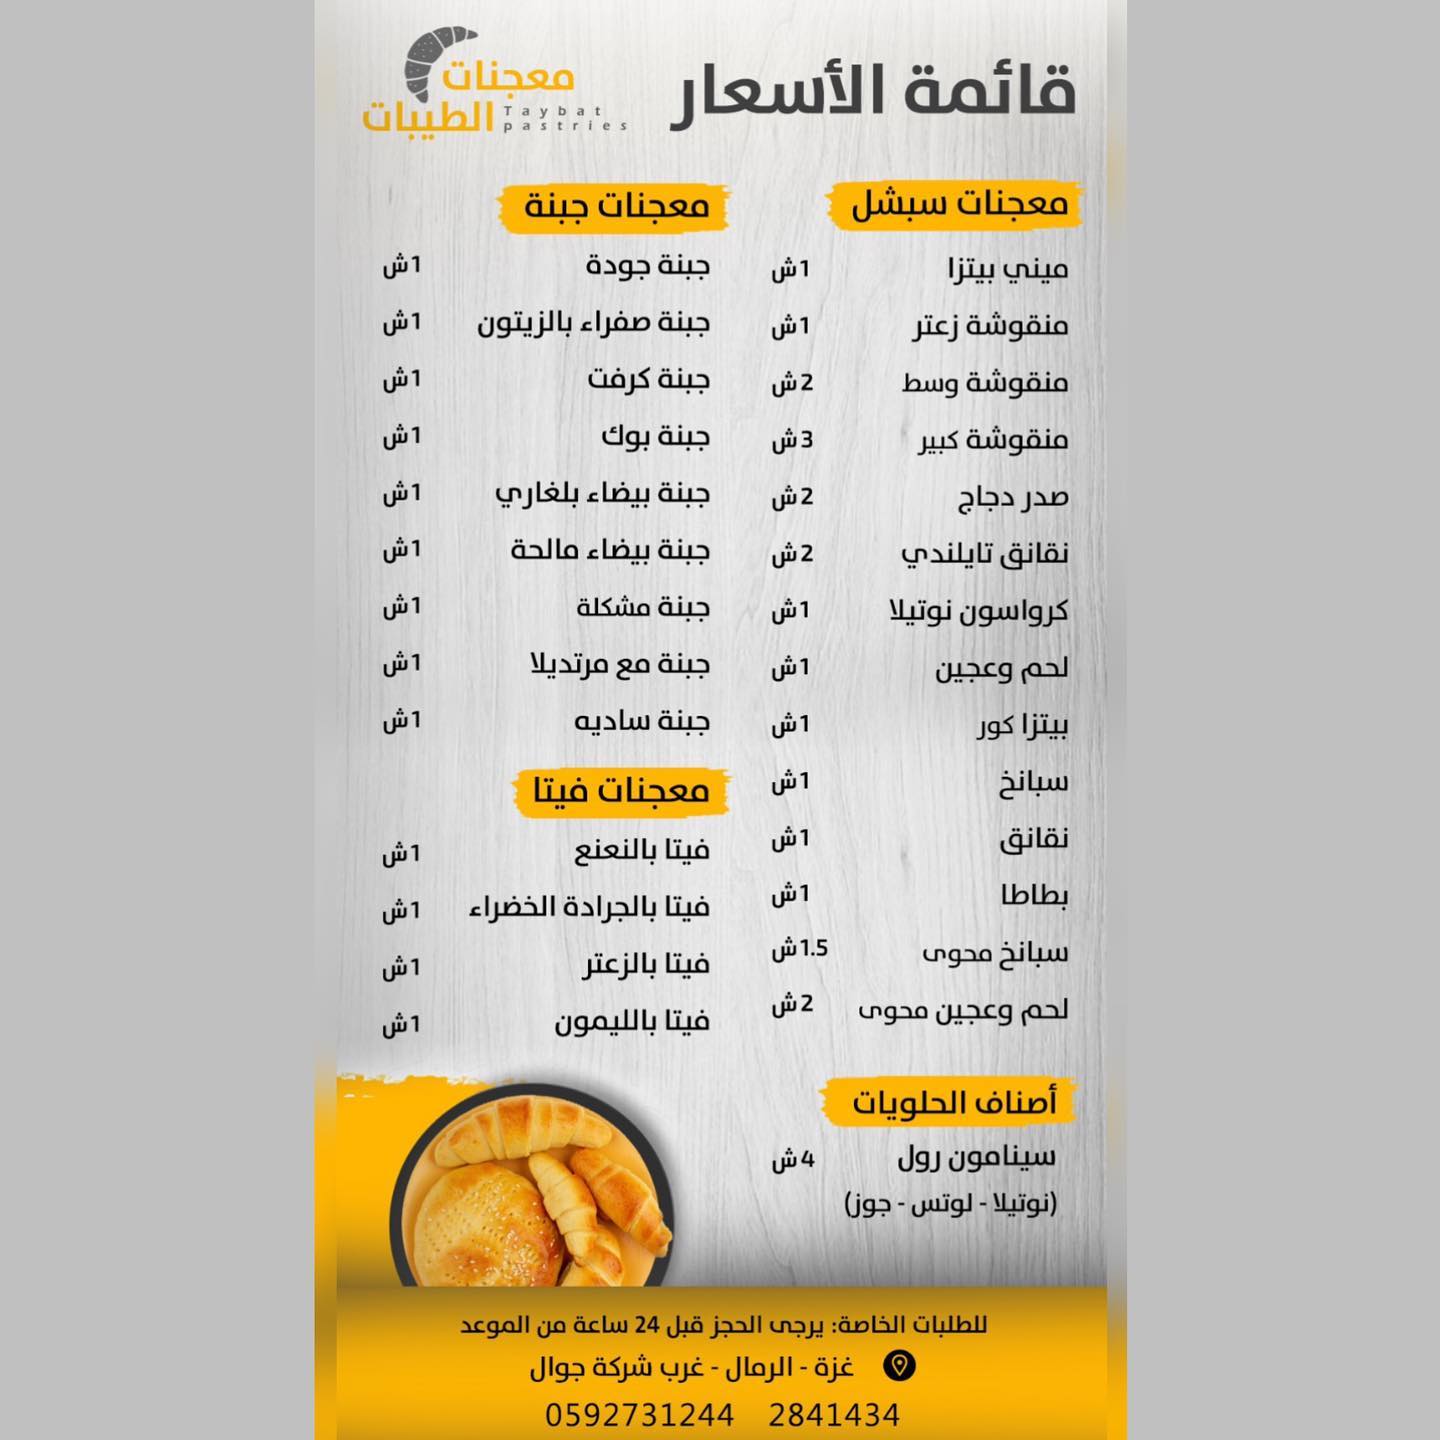 قائمة الأسعار
معجنات
الطيبات
Taybat
pastries
معجنات سبشل
ميني بيتزا 1ش
منقوشة زعتر 1ش
منقوشة وسط 2ش
منقوشة كبير 3ش
صدر دجاج 2ش
نقانق تايلندي 2ش
كرواسون نوتيلا 1ش
لحم وعجين 1ش
بيتزا كور 1ش
سبانخ 1ش
نقانق 1ش
بطاطا 1ش
سبانخ محوى 1.5ش
لحم وعجين محوى 2ش
أصناف الحلويات
سينامون رول 4ش
(نوتيلا - لوتس - جوز)
معجنات جبنة
جبنة جودة 1ش
جبنة صفراء بالزيتون 1ش
جبنة كرفت 1ش
جبنة بوك 1ش
جبنة بيضاء بلغاري 1ش
جبنة بيضاء مالحة 1ش
جبنة مشكلة 1ش
جبنة مع مرتديلا 1ش
جبنة ساديه 1ش
معجنات فيتا
فيتا بالنعنع 1ش
فيتا بالجرادة الخضراء 1ش
فيتا بالزعتر 1ش
فيتا بالليمون 1ش
للطلبات الخاصة: يرجى الحجز قبل 24 ساعة من الموعد
غزة - الرمال - غرب شركة جوال
0592731244 2841434